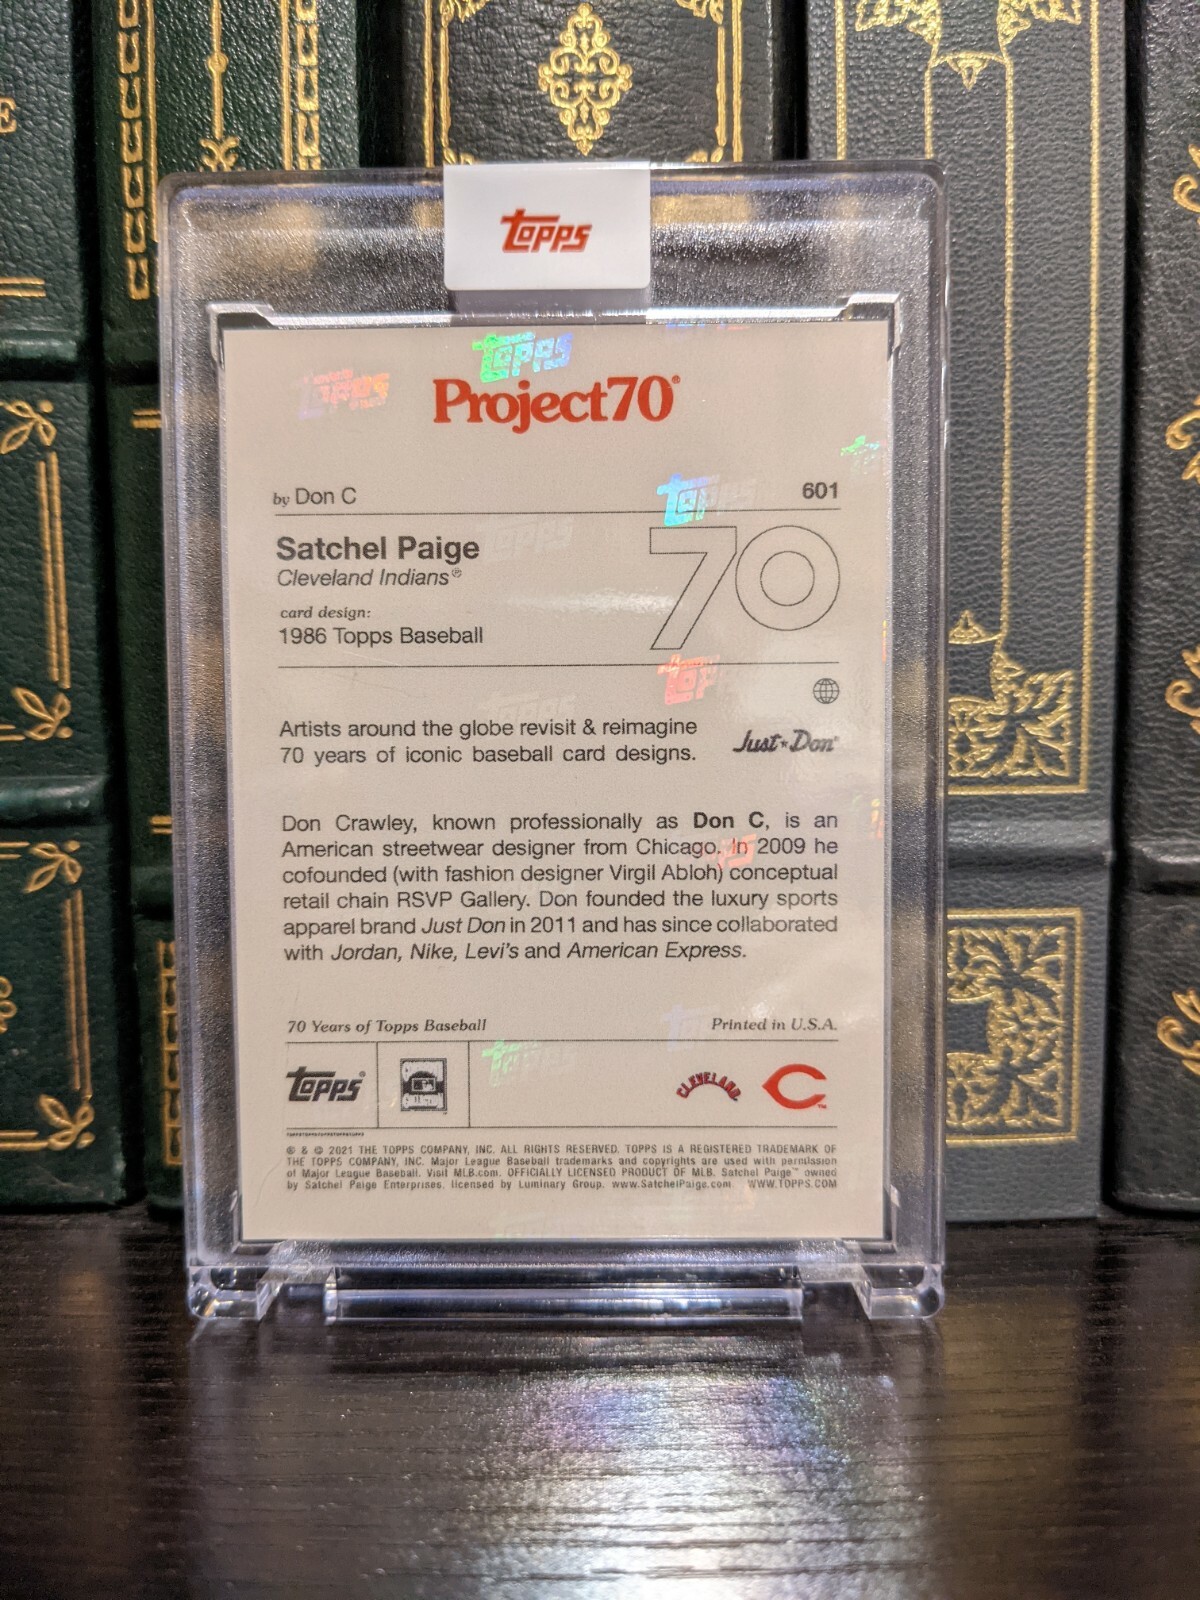 E
Topps
Topps
Topps
Project70®
by Don C
601
Topps
Satchel Paige
Cleveland Indians®
card design:
1986 Topps Baseball
70
Artists around the globe revisit & reimagine
70 years of iconic baseball card designs.
Just Don®
Don Crawley, known professionally as Don C, is an
American streetwear designer from Chicago. In 2009 he
cofounded (with fashion designer Virgil Abloh) conceptual
retail chain RSVP Gallery. Don founded the luxury sports
apparel brand Just Don in 2011 and has since collaborated
with Jordan, Nike, Levi's and American Express.
70 Years of Topps Baseball
Printed in U.S.A.
Topps®
CLEVELAND
C™
® & © 2021 THE TOPPS COMPANY, INC. ALL RIGHTS RESERVED. TOPPS IS A REGISTERED TRADEMARK OF
THE TOPPS COMPANY, INC. Major League Baseball trademarks and copyrights are used with permission
of Major League Baseball. Visit MLB.com. OFFICIALLY LICENSED PRODUCT OF MLB. Satchel Paige™ owned
by Satchel Paige Enterprises. licensed by Luminary Group. www.SatchelPaige.com WWW.TOPPS.COM